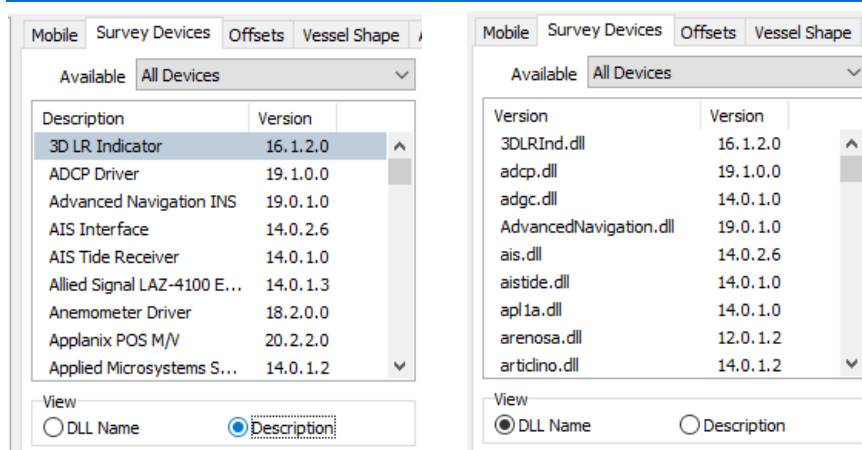 Mobile Survey Devices Offsets Vessel Shape
Available All Devices
Description Version
3D LR Indicator 16.1.2.0
ADCP Driver 19.1.0.0
Advanced Navigation INS 19.0.1.0
AIS Interface 14.0.2.6
AIS Tide Receiver 14.0.1.0
Allied Signal LAZ-4100 E... 14.0.1.3
Anemometer Driver 18.2.0.0
Applanix POS M/V 20.2.2.0
Applied Microsystems S... 14.0.1.2
View
DLL Name Description
Mobile Survey Devices Offsets Vessel Shape
Available All Devices
Version Version
3DLRInd.dll 16.1.2.0
adcp.dll 19.1.0.0
adgc.dll 14.0.1.0
AdvancedNavigation.dll 19.0.1.0
ais.dll 14.0.2.6
aistide.dll 14.0.1.0
apl1a.dll 14.0.1.0
arenosa.dll 12.0.1.2
articlino.dll 14.0.1.2
View
DLL Name Description